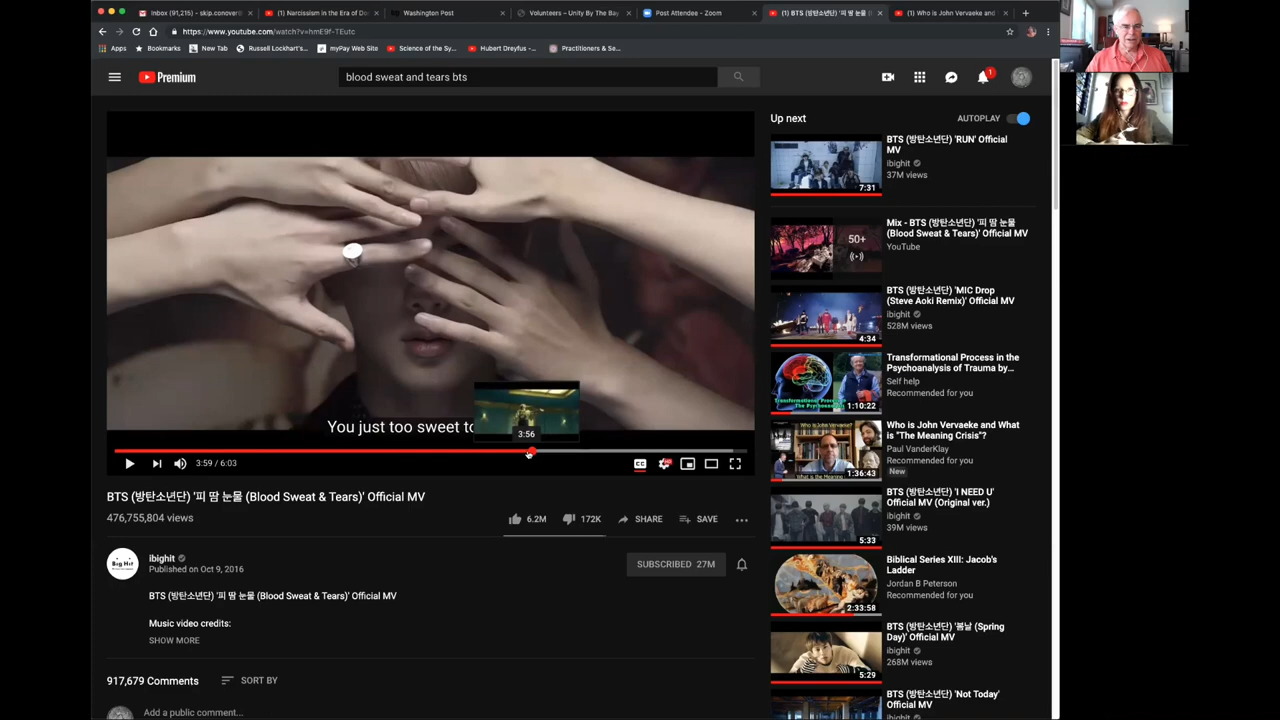 Inbox (91,215) - skip.conover
(1) Narcissism in the Era of Do
Washington Post
Volunteers – Unity By The Bay
Post Attendee - Zoom
(1) BTS (방탄소년단) '피 땀 눈물
(1) Who is John Vervaeke and
https://www.youtube.com/watch?v=hmE9f-TEutc
Apps
Bookmarks
New Tab
Russell Lockhart's...
myPay Web Site
Science of the Sy...
Hubert Dreyfus -...
Practitioners & Se...
Premium
blood sweat and tears bts
1
You just too sweet to
3:56
3:59 / 6:03
CC
HD
BTS (방탄소년단) '피 땀 눈물 (Blood Sweat & Tears)' Official MV
476,755,804 views
6.2M
172K
SHARE
SAVE
Big Hit
ibighit
Published on Oct 9, 2016
SUBSCRIBED 27M
BTS (방탄소년단) '피 땀 눈물 (Blood Sweat & Tears)' Official MV
Music video credits:
SHOW MORE
917,679 Comments
SORT BY
Add a public comment...
Up next
AUTOPLAY
BTS (방탄소년단) 'RUN' Official
MV
ibighit
37M views
7:31
Mix - BTS (방탄소년단) '피 땀 눈물
(Blood Sweat & Tears)' Official MV
YouTube
50+
BTS (방탄소년단) 'MIC Drop
(Steve Aoki Remix)' Official MV
ibighit
528M views
4:34
Transformational Process in the
Psychoanalysis of Trauma by...
Self help
Recommended for you
1:10:22
Who is John Vervaeke and What
is "The Meaning Crisis"?
Paul VanderKlay
Recommended for you
New
1:36:43
BTS (방탄소년단) 'I NEED U'
Official MV (Original ver.)
ibighit
39M views
5:33
Biblical Series XIII: Jacob's
Ladder
Jordan B Peterson
Recommended for you
2:33:58
BTS (방탄소년단) '봄날 (Spring
Day)' Official MV
ibighit
268M views
5:29
BTS (방탄소년단) 'Not Today'
Official MV
ibighit